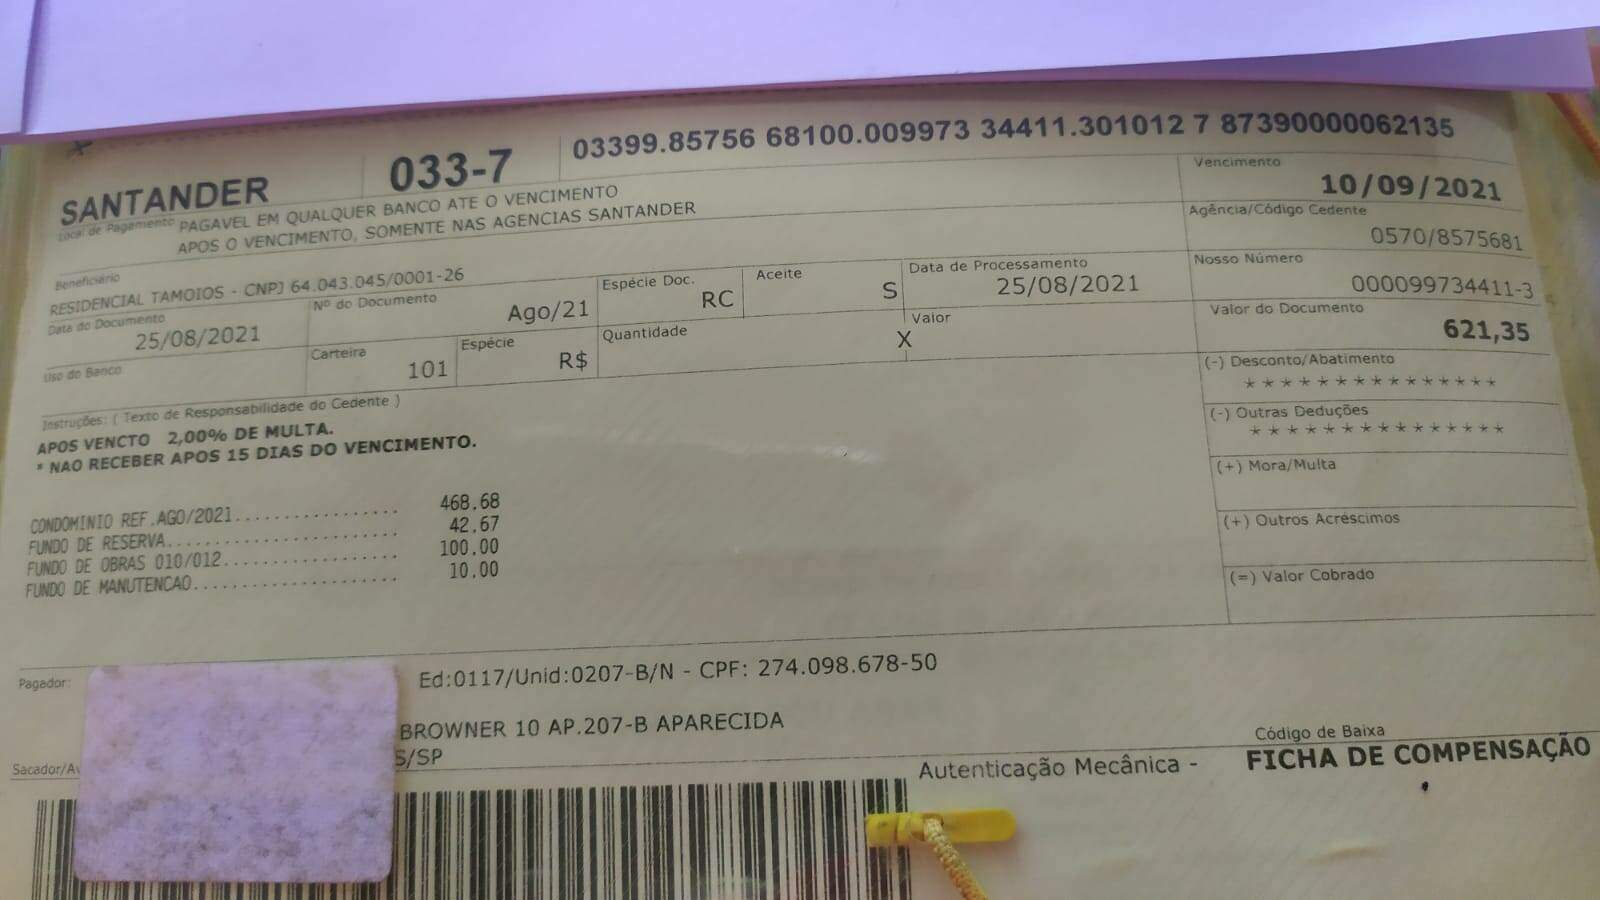 SANTANDER
033-7
03399.85756 68100.009973 34411.301012 7 87390000062135
Local de Pagamento PAGAVEL EM QUALQUER BANCO ATE O VENCIMENTO
APOS O VENCIMENTO, SOMENTE NAS AGENCIAS SANTANDER
Vencimento
10/09/2021
Agência/Código Cedente
0570/8575681
Beneficiário
RESIDENCIAL TAMOIOS - CNPJ 64.043.045/0001-26
Nosso Número
000099734411-3
Data do Documento
25/08/2021
Nº do Documento
Ago/21
Espécie Doc.
RC
Aceite
S
Data de Processamento
25/08/2021
Valor do Documento
621,35
Uso do Banco
Carteira
101
Espécie
R$
Quantidade
X
Valor
(-) Desconto/Abatimento
* * * * * * * * * * * * * *
(-) Outras Deduções
* * * * * * * * * * * * * *
(+) Mora/Multa
(+) Outros Acréscimos
(=) Valor Cobrado
Instruções: ( Texto de Responsabilidade do Cedente )
APOS VENCTO 2,00% DE MULTA.
* NAO RECEBER APOS 15 DIAS DO VENCIMENTO.
CONDOMINIO REF.AGO/2021................ 468.68
FUNDO DE RESERVA....................... 42.67
FUNDO DE OBRAS 010/012................. 100.00
FUNDO DE MANUTENCAO.................... 10.00
Pagador:
Ed:0117/Unid:0207-B/N - CPF: 274.098.678-50
BROWNER 10 AP.207-B APARECIDA
S/SP
Sacador/Av
Autenticação Mecânica -
Código de Baixa
FICHA DE COMPENSAÇÃO